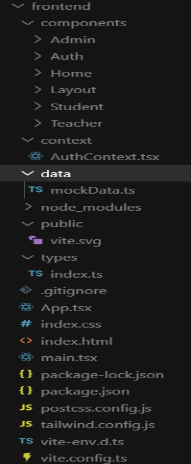 frontend
components
Admin
Auth
Home
Layout
Student
Teacher
context
AuthContext.tsx
data
TS mockData.ts
node_modules
public
vite.svg
types
TS index.ts
.gitignore
App.tsx
# index.css
<> index.html
main.tsx
{} package-lock.json
{} package.json
JS postcss.config.js
JS tailwind.config.js
TS vite-env.d.ts
vite.config.ts